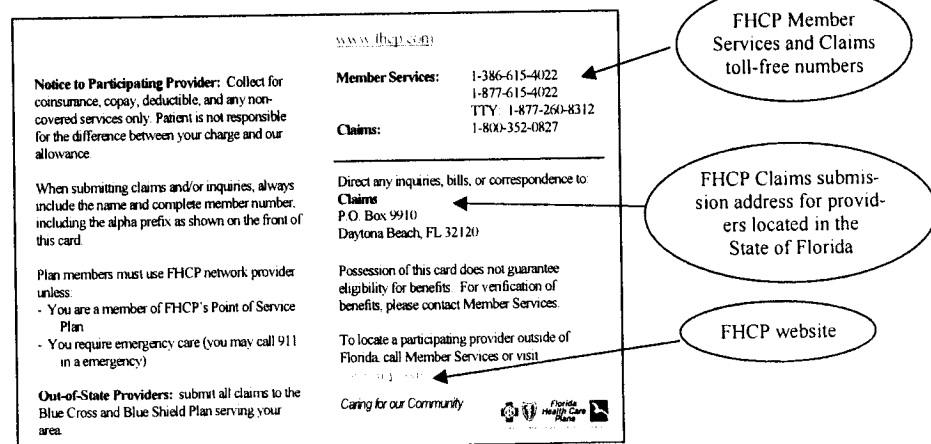 www.fhcp.com
Notice to Participating Provider: Collect for
coinsurance, copay, deductible, and any non-
covered services only. Patient is not responsible
for the difference between your charge and our
allowance.
When submitting claims and/or inquiries, always
include the name and complete member number,
including the alpha prefix as shown on the front of
this card.
Plan members must use FHCP network provider
unless:
- You are a member of FHCP's Point of Service
Plan
- You require emergency care (you may call 911
in a emergency)
Out-of-State Providers: submit all claims to the
Blue Cross and Blue Shield Plan serving your
area.
Member Services: 1-386-615-4022
1-877-615-4022
TTY: 1-877-260-8312
Claims: 1-800-352-0827
Direct any inquiries, bills, or correspondence to:
Claims
P.O. Box 9910
Daytona Beach, FL 32120
Possession of this card does not guarantee
eligibility for benefits. For verification of
benefits, please contact Member Services.
To locate a participating provider outside of
Florida call Member Services or visit
Caring for our Community
Florida
Health Care
Plans
FHCP Member
Services and Claims
toll-free numbers
FHCP Claims submis-
sion address for provid-
ers located in the
State of Florida
FHCP website